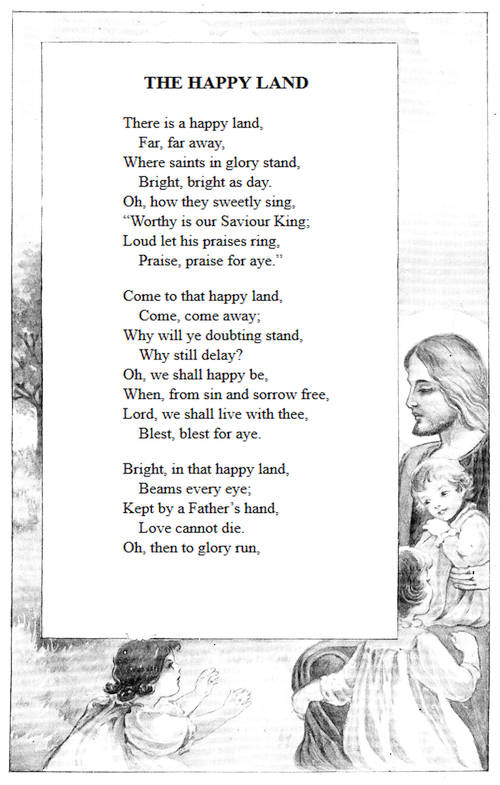 THE HAPPY LAND
There is a happy land,
Far, far away,
Where saints in glory stand,
Bright, bright as day.
Oh, how they sweetly sing,
“Worthy is our Saviour King;
Loud let his praises ring,
Praise, praise for aye.”
Come to that happy land,
Come, come away;
Why will ye doubting stand,
Why still delay?
Oh, we shall happy be,
When, from sin and sorrow free,
Lord, we shall live with thee,
Blest, blest for aye.
Bright, in that happy land,
Beams every eye;
Kept by a Father’s hand,
Love cannot die.
Oh, then to glory run,